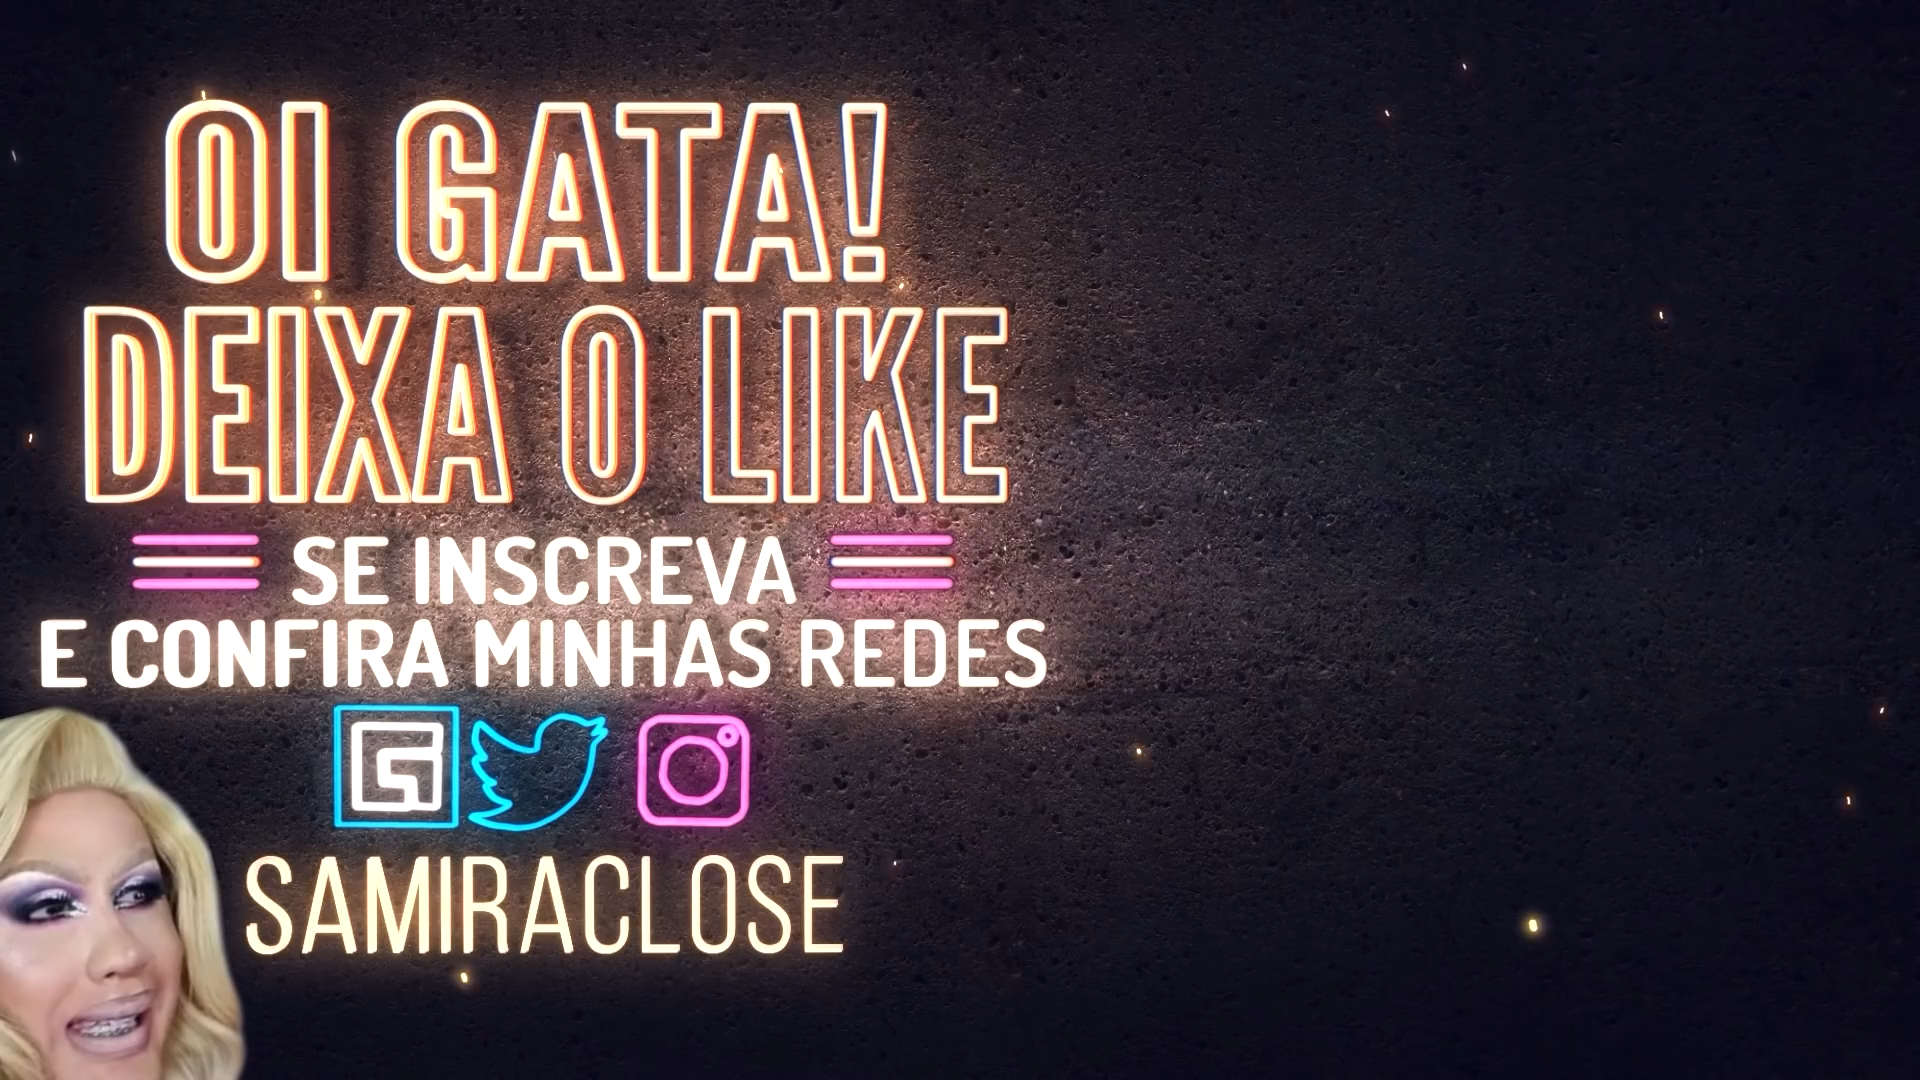 OI GATA!
DEIXA O LIKE
SE INSCREVA
E CONFIRA MINHAS REDES
SAMIRACLOSE